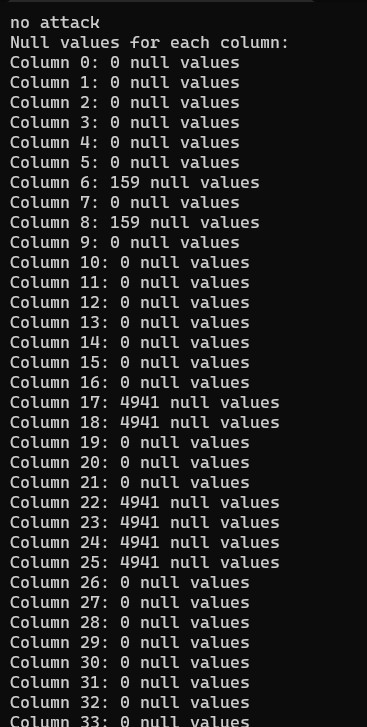 no attack
Null values for each column:
Column 0: 0 null values
Column 1: 0 null values
Column 2: 0 null values
Column 3: 0 null values
Column 4: 0 null values
Column 5: 0 null values
Column 6: 159 null values
Column 7: 0 null values
Column 8: 159 null values
Column 9: 0 null values
Column 10: 0 null values
Column 11: 0 null values
Column 12: 0 null values
Column 13: 0 null values
Column 14: 0 null values
Column 15: 0 null values
Column 16: 0 null values
Column 17: 4941 null values
Column 18: 4941 null values
Column 19: 0 null values
Column 20: 0 null values
Column 21: 0 null values
Column 22: 4941 null values
Column 23: 4941 null values
Column 24: 4941 null values
Column 25: 4941 null values
Column 26: 0 null values
Column 27: 0 null values
Column 28: 0 null values
Column 29: 0 null values
Column 30: 0 null values
Column 31: 0 null values
Column 32: 0 null values
Column 33: 0 null values